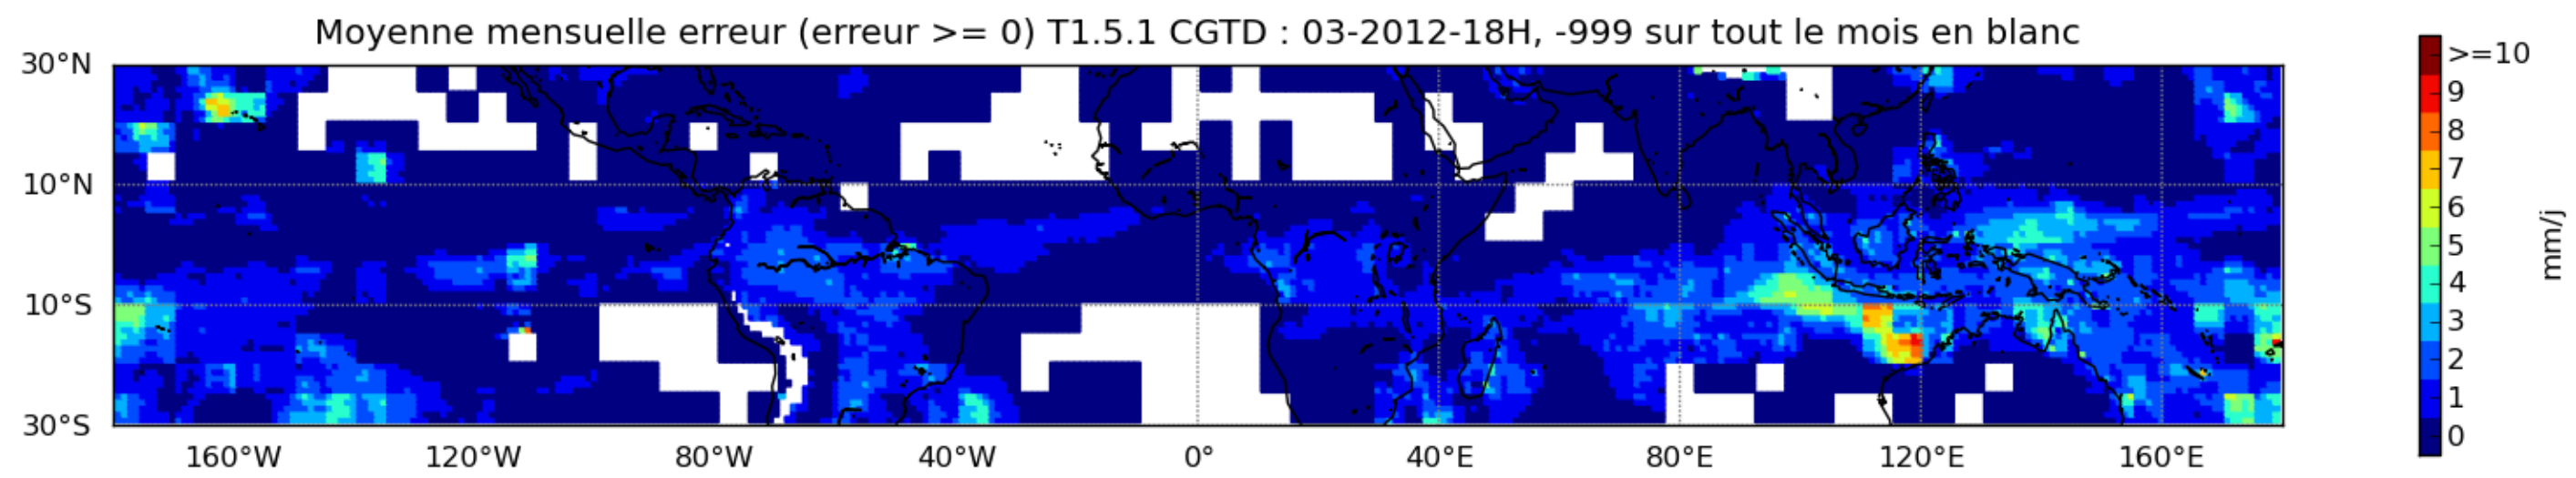 Moyenne mensuelle erreur (erreur >= 0) T1.5.1 CGTD : 03-2012-18H, -999 sur tout le mois en blanc
30°N
10°N
10°S
30°S
160°W 120°W 80°W 40°W 0° 40°E 80°E 120°E 160°E
>=10
9
8
7
6
5
4
3
2
1
0
mm/j